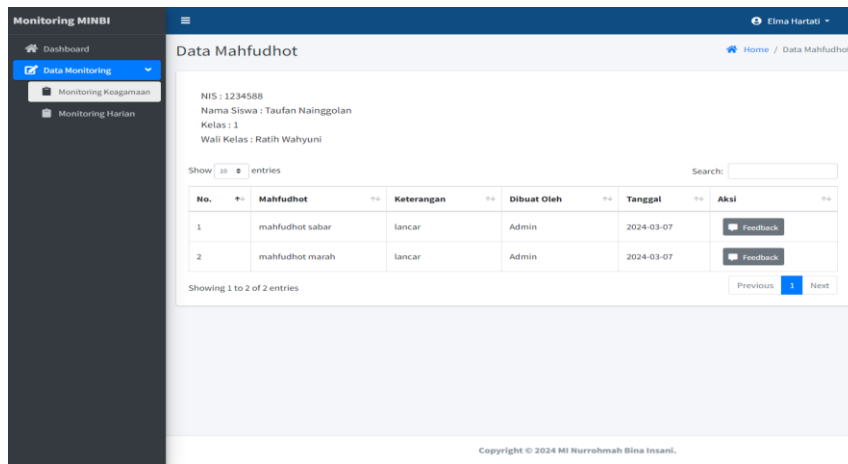 Monitoring MINBI
Elma Hartati
Dashboard
Data Monitoring
Monitoring Keagamaan
Monitoring Harian
Data Mahfudhot
Home / Data Mahfudhot
NIS : 1234588
Nama Siswa : Taufan Nainggolan
Kelas : 1
Wali Kelas : Ratih Wahyuni
Show 10 entries
Search:
No. Mahfudhot Keterangan Dibuat Oleh Tanggal Aksi
1 mahfudhot sabar lancar Admin 2024-03-07 Feedback
2 mahfudhot marah lancar Admin 2024-03-07 Feedback
Showing 1 to 2 of 2 entries
Previous 1 Next
Copyright © 2024 MI Nurrohmah Bina Insani.